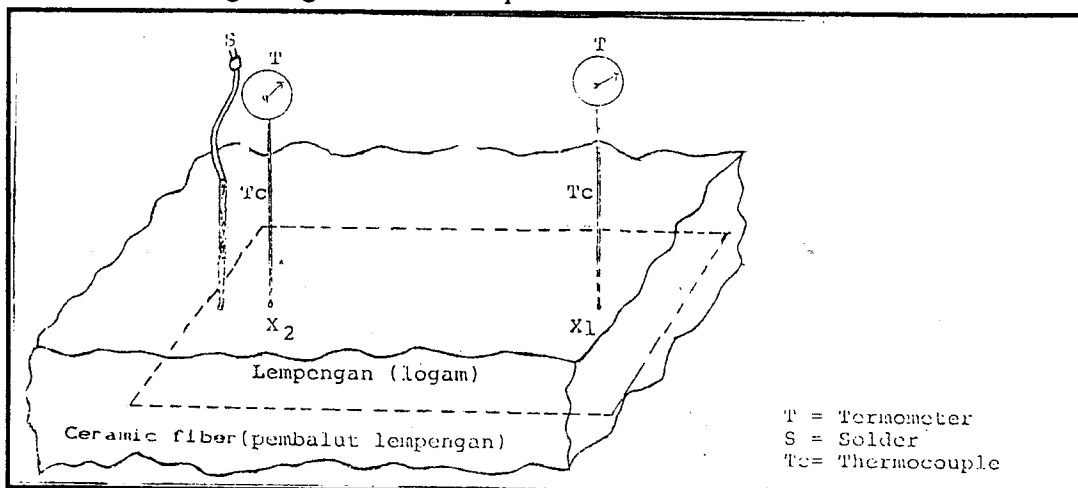 S
T
T
Tc
Tc
X2
X1
Lempengan (logam)
Ceramic fiber(pembalut lempengan)
T = Termometer
S = Solder
Tc= Thermocouple